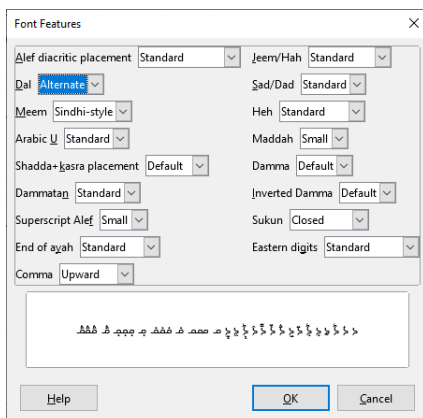 Font Features
Alef diacritic placement Standard Jeem/Hah Standard
Dal Alternate Sad/Dad Standard
Meem Sindhi-style Heh Standard
Arabic U Standard Maddah Small
Shadda+kasra placement Default Damma Default
Dammatan Standard Inverted Damma Default
Superscript Alef Small Sukun Closed
End of ayah Standard Eastern digits Standard
Comma Upward
Help OK Cancel